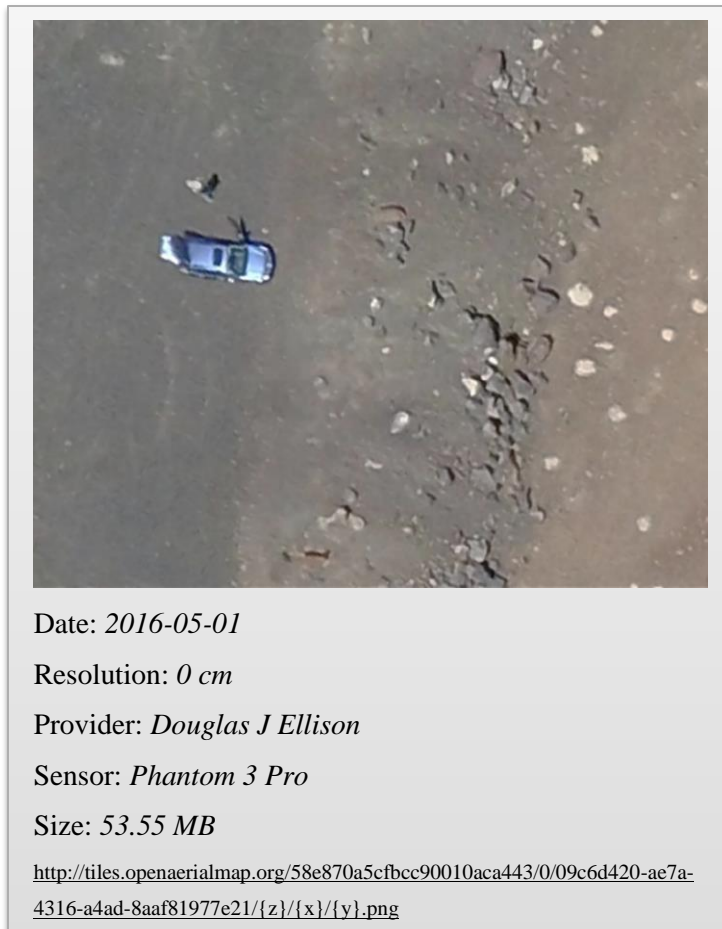 Date: 2016-05-01
Resolution: 0 cm
Provider: Douglas J Ellison
Sensor: Phantom 3 Pro
Size: 53.55 MB
http://tiles.openaerialmap.org/58e870a5cfbcc90010aca443/0/09c6d420-ae7a-
4316-a4ad-8aaf81977e21/{z}/{x}/{y}.png